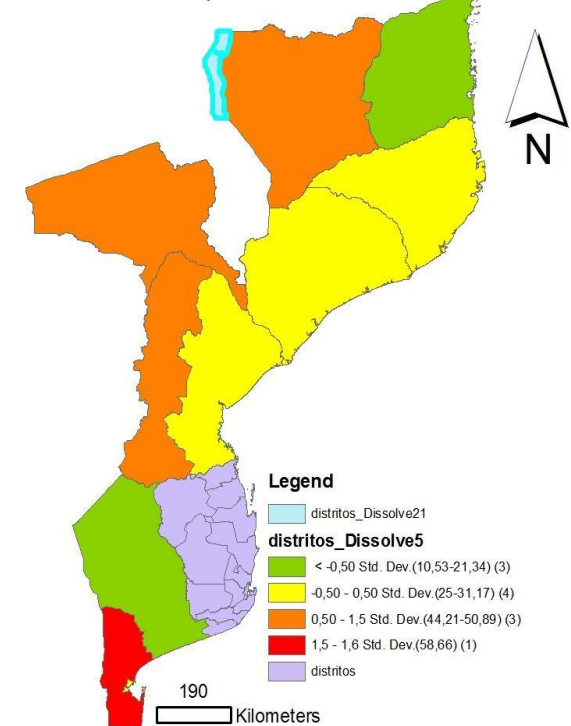 N
Legend
distritos_Dissolve21
distritos_Dissolve5
< -0,50 Std. Dev.(10,53-21,34) (3)
-0,50 - 0,50 Std. Dev.(25-31,17) (4)
0,50 - 1,5 Std. Dev.(44,21-50,89) (3)
1,5 - 1,6 Std. Dev.(58,66) (1)
distritos
190
Kilometers